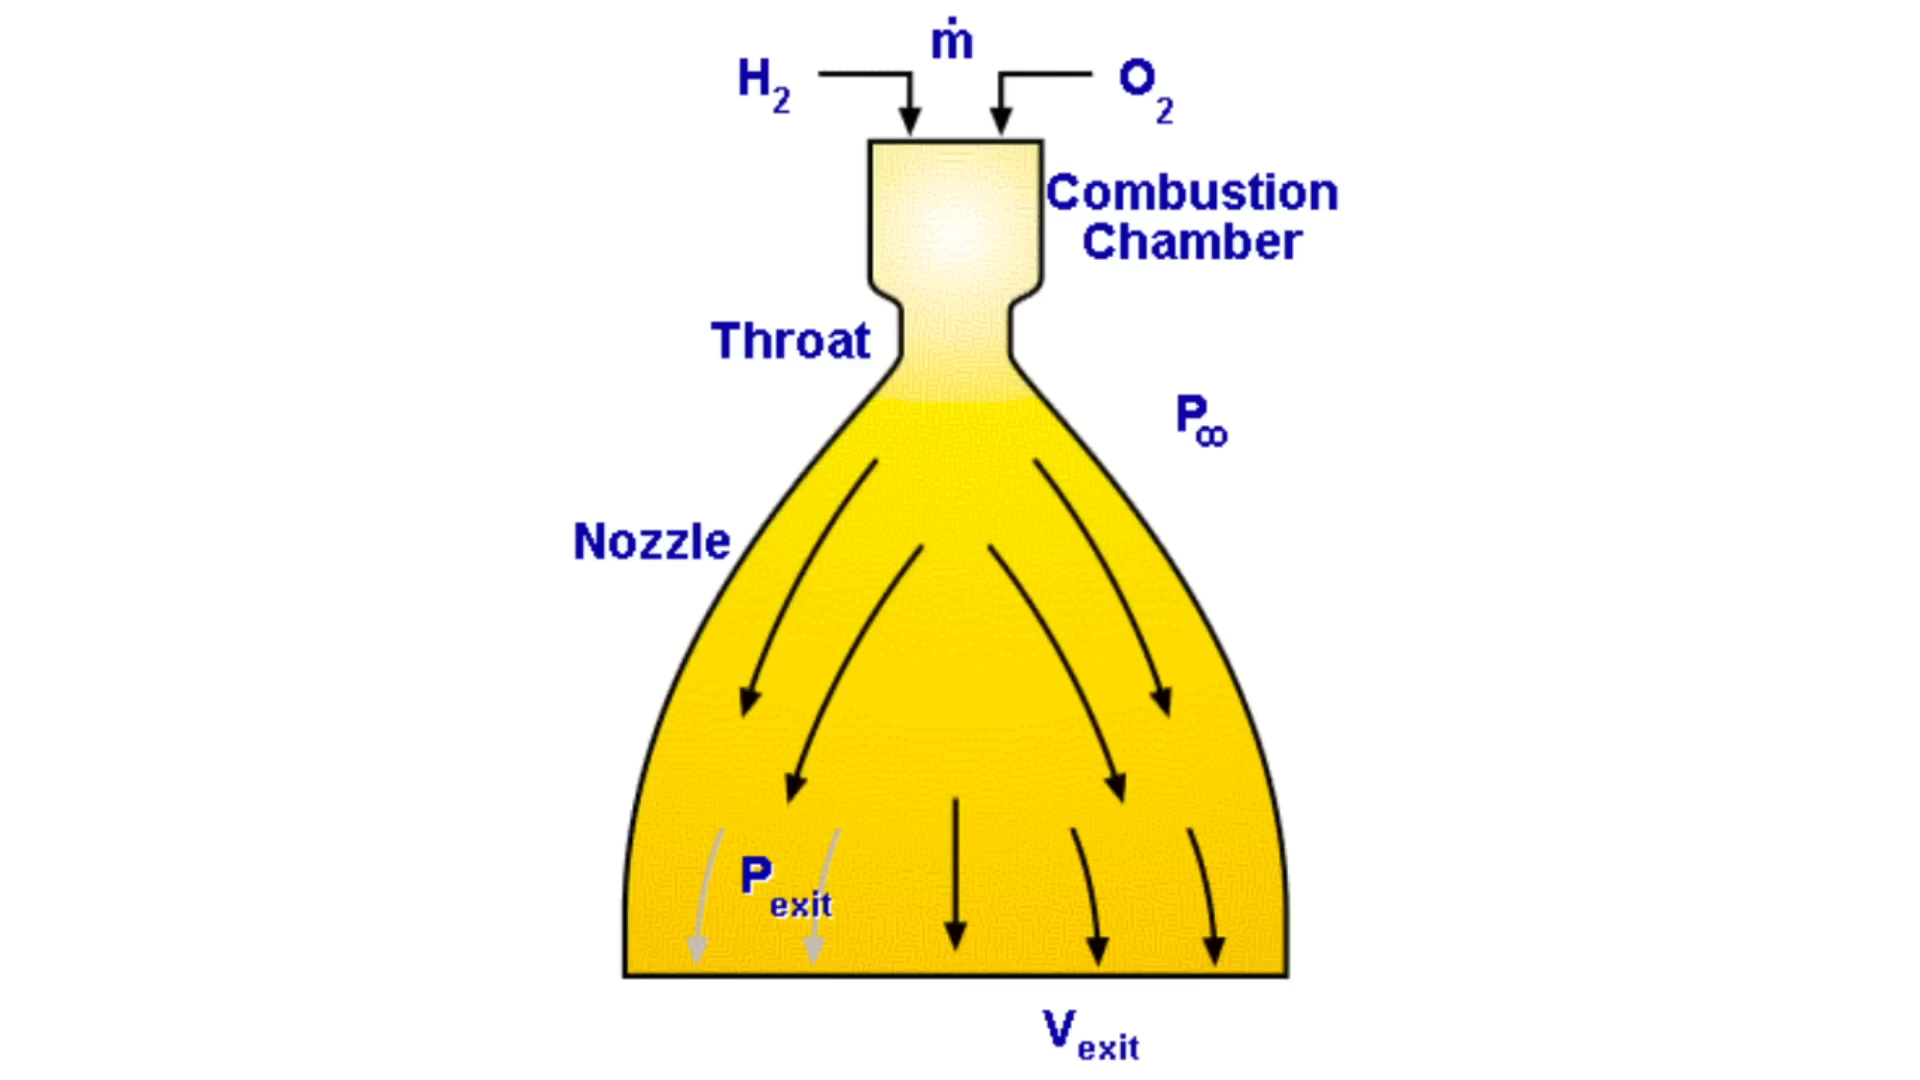 ṁ
H₂
O₂
Combustion
Chamber
Throat
P∞
Nozzle
Pexit
Vexit